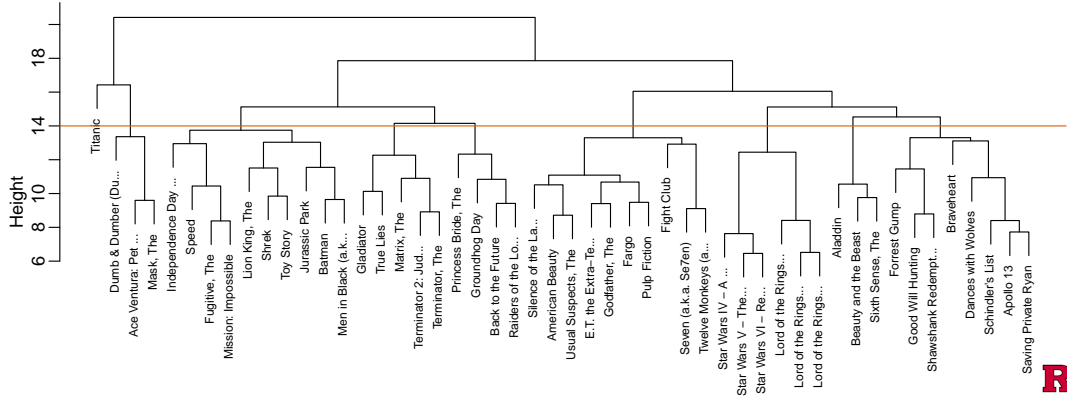 Height
18
14
10
8
6
Titanic
Dumb & Dumber (Du...
Ace Ventura: Pet ...
Mask, The
Independence Day ...
Speed
Fugitive, The
Mission: Impossible
Lion King, The
Shrek
Toy Story
Jurassic Park
Batman
Men in Black (a.k...
Gladiator
True Lies
Matrix, The
Terminator 2: Jud...
Terminator, The
Princess Bride, The
Groundhog Day
Back to the Future
Raiders of the Lo...
Silence of the La...
American Beauty
Usual Suspects, The
E.T. the Extra−Te...
Godfather, The
Fargo
Pulp Fiction
Fight Club
Seven (a.k.a. Se7en)
Twelve Monkeys (a...
Star Wars IV − A ...
Star Wars V − The...
Star Wars VI − Re...
Lord of the Rings...
Lord of the Rings...
Lord of the Rings...
Aladdin
Beauty and the Beast
Sixth Sense, The
Forrest Gump
Good Will Hunting
Shawshank Redempt...
Braveheart
Dances with Wolves
Schindler's List
Apollo 13
Saving Private Ryan
R